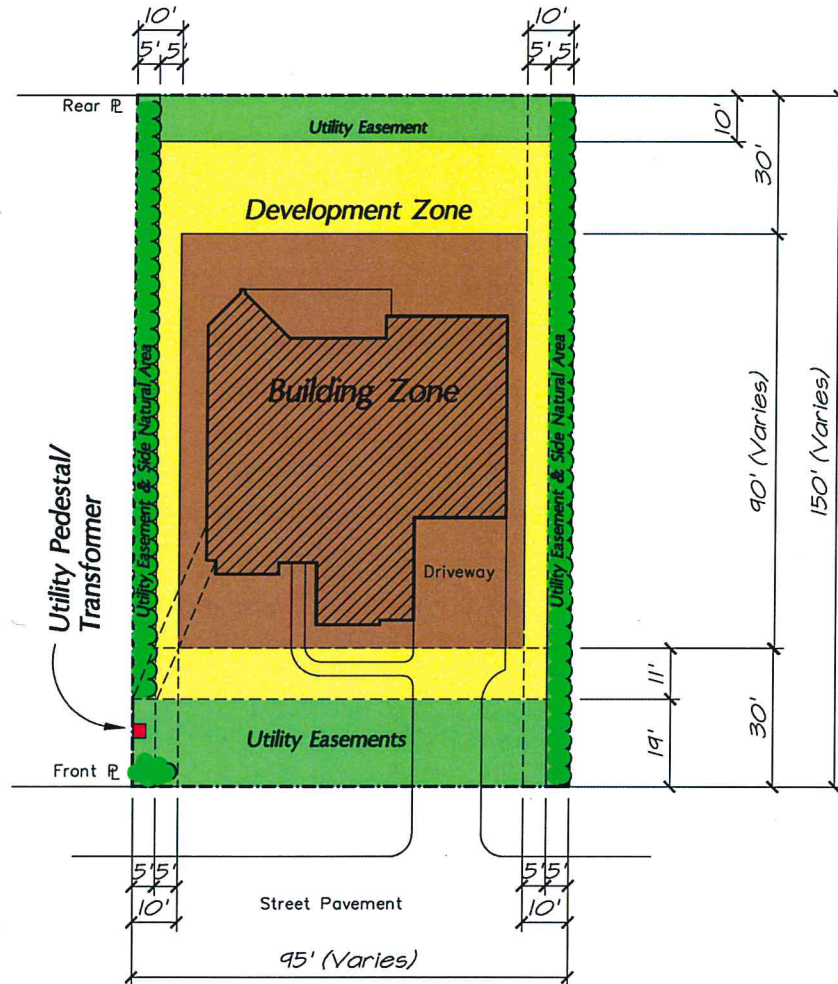 10'
10'
5' 5'
5' 5'
Rear ⅊
Utility Easement
10'
30'
Development Zone
Building Zone
Utility Easement & Side Natural Area
Utility Easement & Side Natural Area
90' (Varies)
150' (Varies)
Utility Pedestal/
Transformer
Driveway
11'
Utility Easements
19'
30'
Front ⅊
5' 5'
5' 5'
10'
Street Pavement
10'
95' (Varies)